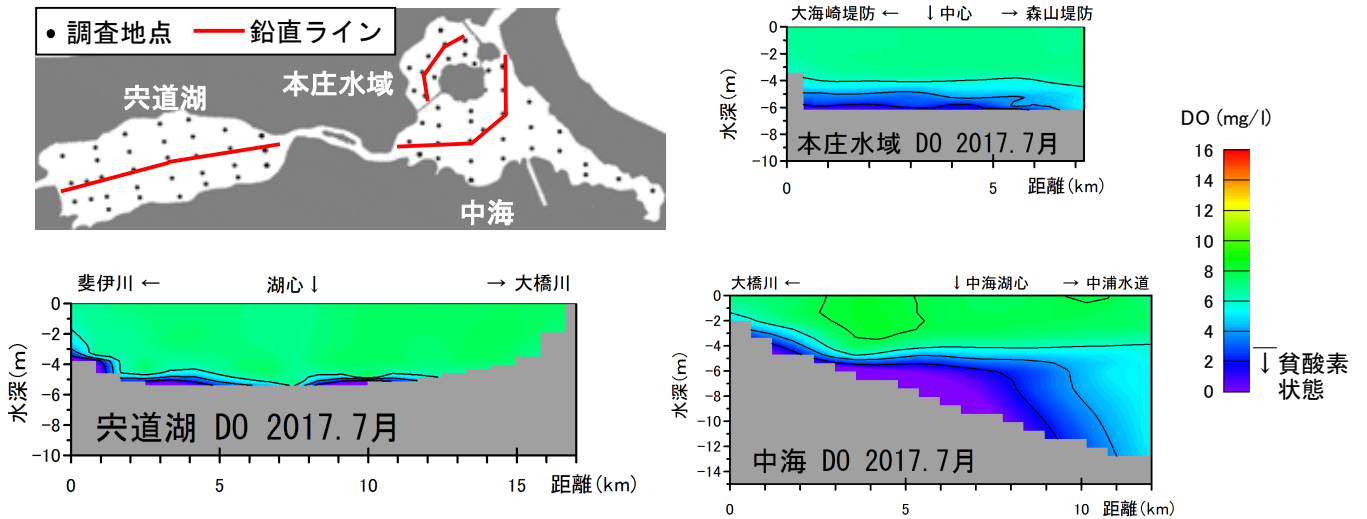 • 調査地点 ━ 鉛直ライン
宍道湖
本庄水域
中海
大海崎堤防 ← ↓中心 → 森山堤防
0
-2
-4
-6
-8
-10
水深(m)
本庄水域 DO 2017.7月
0 5 距離(km)
斐伊川 ← 湖心↓ → 大橋川
0
-2
-4
-6
-8
-10
水深(m)
宍道湖 DO 2017.7月
0 5 10 15 距離(km)
大橋川 ← ↓中海湖心 → 中浦水道
0
-2
-4
-6
-8
-10
-12
-14
水深(m)
中海 DO 2017.7月
0 5 10 距離(km)
DO (mg/l)
16
14
12
10
8
6
4
2
0
↓貧酸素
状態